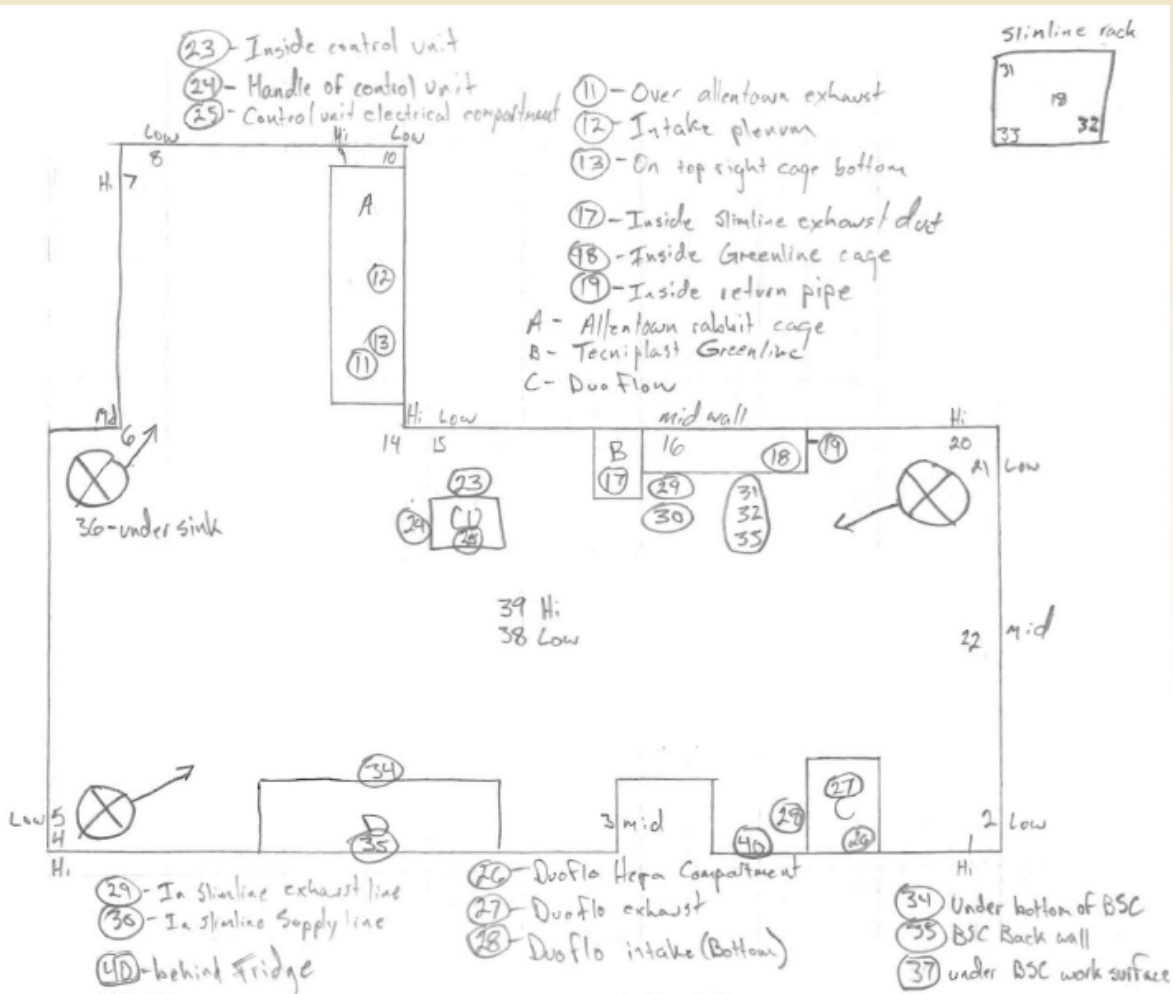 23 - Inside control unit
24 - Handle of control unit
25 - Control unit electrical compartment
11 - Over allentown exhaust
12 - Intake plenum
13 - On top right cage bottom
17 - Inside Slimline exhaust duct
18 - Inside Greenline cage
19 - Inside return pipe
A - Allentown rabbit cage
B - Tecniplast Greenline
C - Duo Flow
Slimline rack
31
18
33 32
Low Hi Low
8 9 10
Hi 7
A
12
13
11
Md
6
36-under sink
Hi Low
14 15
mid wall
B 16 18 19
17
Hi
20
21 Low
23
24 CU
25
29
30
31
32
35
39 Hi
38 Low
22 mid
Low 5
4
Hi
34
D
35
3 mid
40
28
27
C
26
2 Low
1
Hi
29 - In Slimline exhaust line
30 - In slimline Supply line
40 - behind Fridge
26 - DuoFlo Hepa Compartment
27 - DuoFlo exhaust
28 - Duoflo intake (Bottom)
34 Under bottom of BSC
35 BSC Back wall
37 under BSC work surface